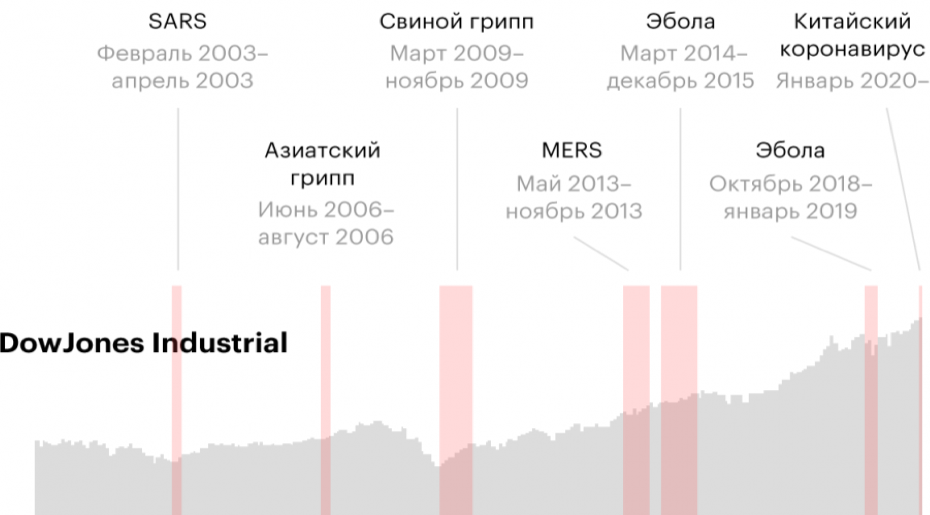 SARS
Февраль 2003–
апрель 2003
Свиной грипп
Март 2009–
ноябрь 2009
Эбола
Март 2014–
декабрь 2015
Китайский
коронавирус
Январь 2020–
Азиатский
грипп
Июнь 2006–
август 2006
MERS
Май 2013–
ноябрь 2013
Эбола
Октябрь 2018–
январь 2019
DowJones Industrial